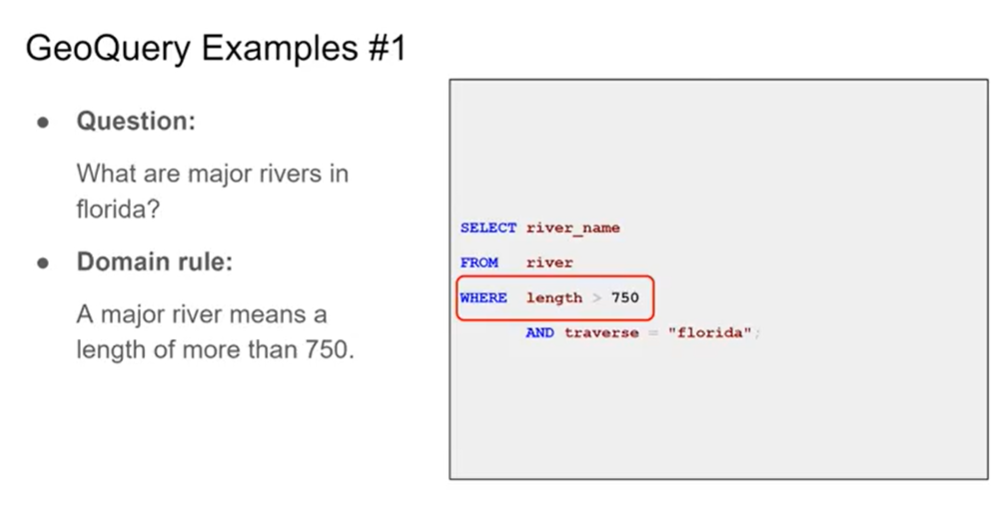 GeoQuery Examples #1
● Question:
What are major rivers in
florida?
● Domain rule:
A major river means a
length of more than 750.
SELECT river_name
FROM river
WHERE length > 750
AND traverse = "florida";